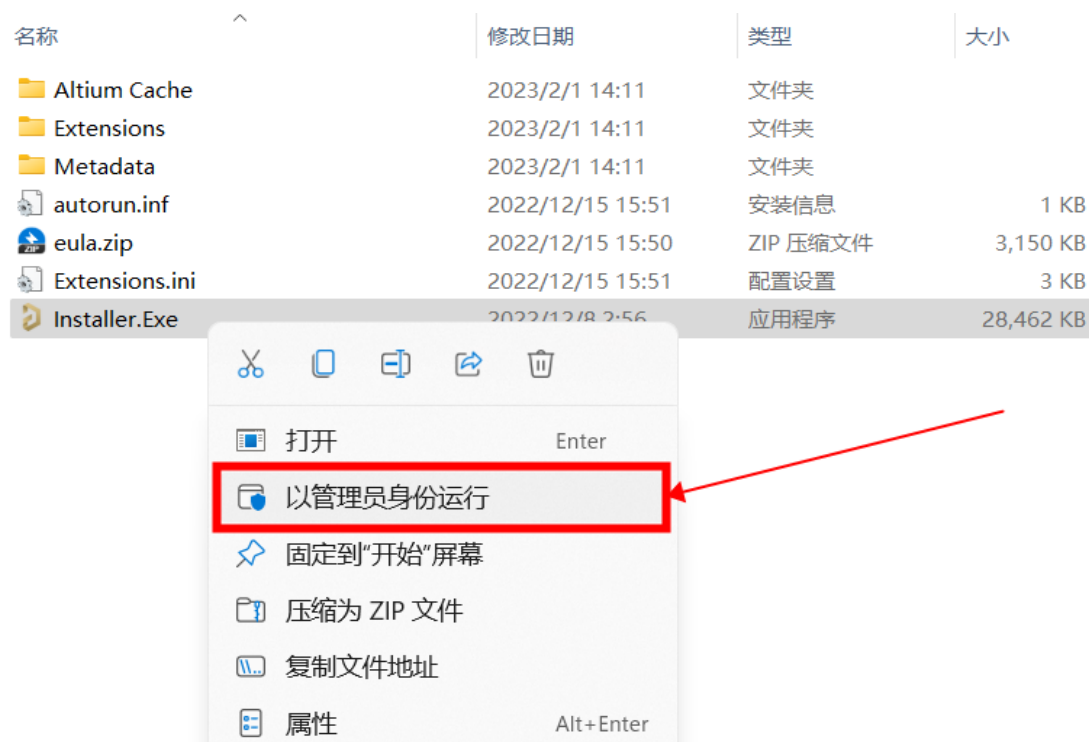 名称 修改日期 类型 大小
Altium Cache 2023/2/1 14:11 文件夹
Extensions 2023/2/1 14:11 文件夹
Metadata 2023/2/1 14:11 文件夹
autorun.inf 2022/12/15 15:51 安装信息 1 KB
eula.zip 2022/12/15 15:50 ZIP 压缩文件 3,150 KB
Extensions.ini 2022/12/15 15:51 配置设置 3 KB
Installer.Exe 2022/12/8 2:56 应用程序 28,462 KB
打开 Enter
以管理员身份运行
固定到“开始”屏幕
压缩为 ZIP 文件
复制文件地址
属性 Alt+Enter